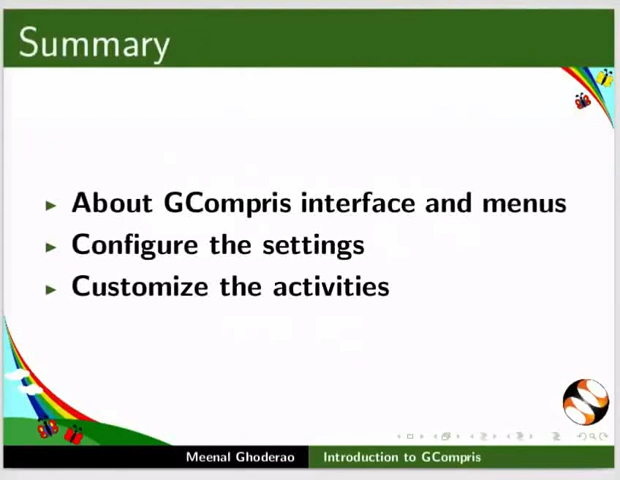 Summary
About GCompris interface and menus
Configure the settings
Customize the activities
Meenal Ghoderao
Introduction to GCompris